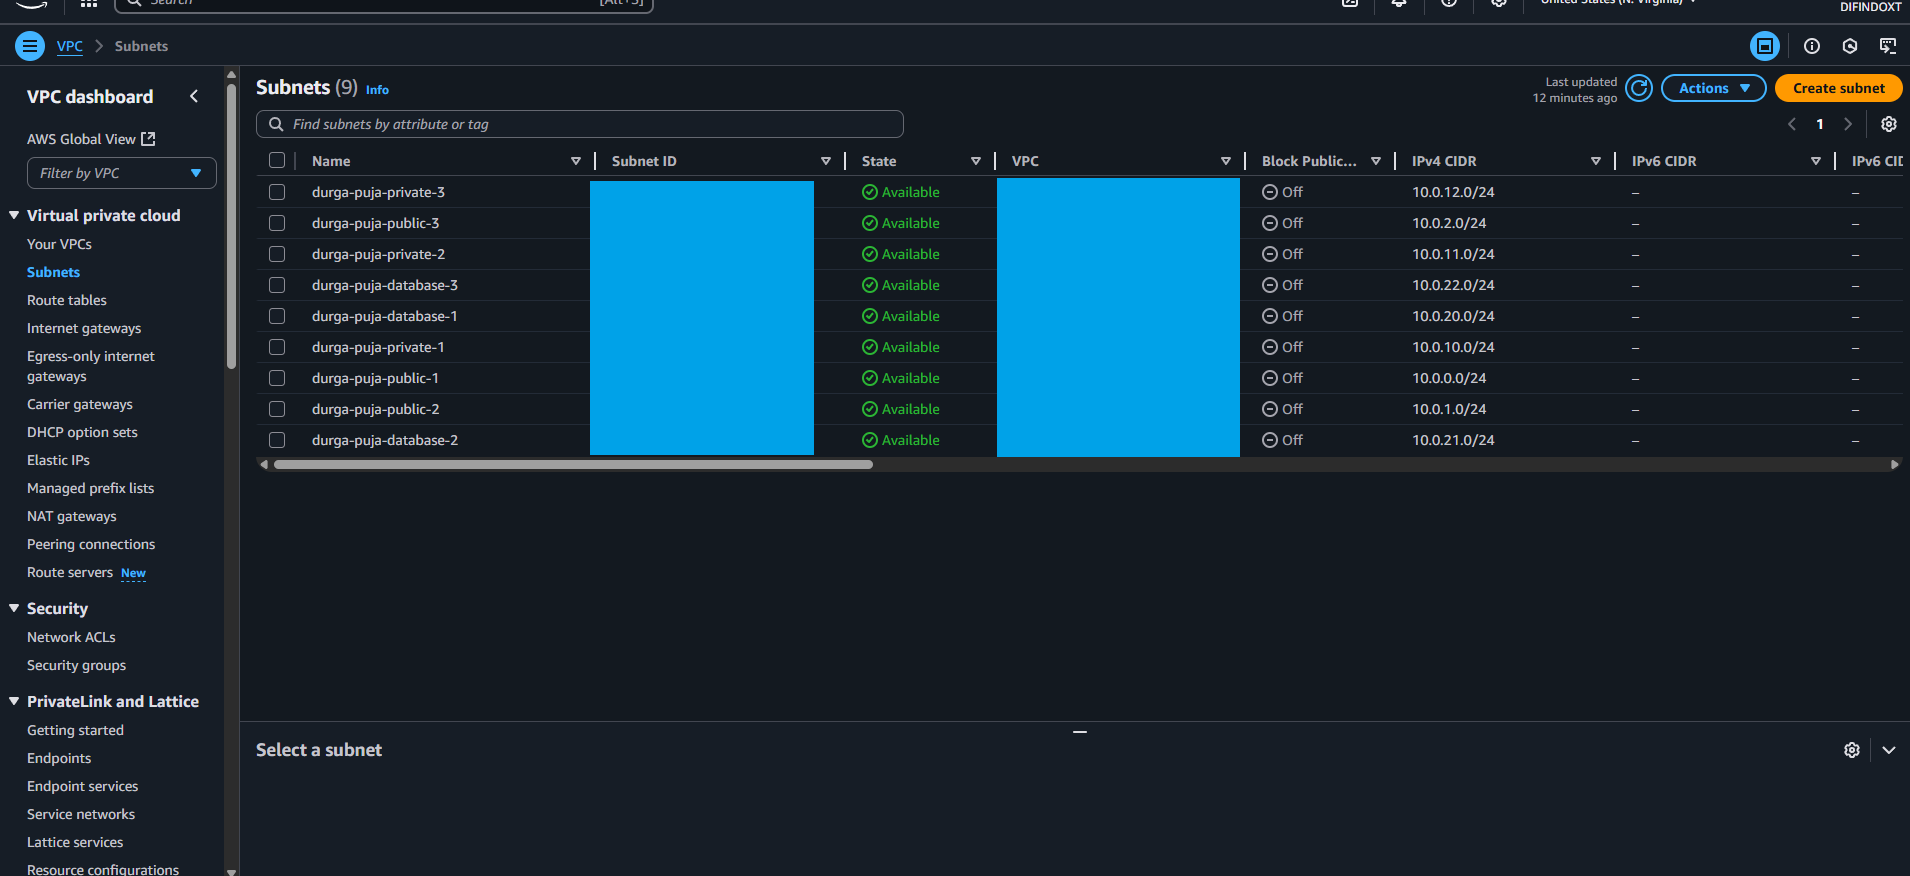 Search [Alt+S] United States (N. Virginia) DIFINDOXT
VPC Subnets
VPC dashboard
AWS Global View
Filter by VPC
Virtual private cloud
Your VPCs
Subnets
Route tables
Internet gateways
Egress-only internet
gateways
Carrier gateways
DHCP option sets
Elastic IPs
Managed prefix lists
NAT gateways
Peering connections
Route servers New
Security
Network ACLs
Security groups
PrivateLink and Lattice
Getting started
Endpoints
Endpoint services
Service networks
Lattice services
Resource configurations
Subnets (9) Info
Last updated
12 minutes ago
Actions
Create subnet
Find subnets by attribute or tag
1
Name Subnet ID State VPC Block Public... IPv4 CIDR IPv6 CIDR IPv6 CID
durga-puja-private-3 Available Off 10.0.12.0/24 – –
durga-puja-public-3 Available Off 10.0.2.0/24 – –
durga-puja-private-2 Available Off 10.0.11.0/24 – –
durga-puja-database-3 Available Off 10.0.22.0/24 – –
durga-puja-database-1 Available Off 10.0.20.0/24 – –
durga-puja-private-1 Available Off 10.0.10.0/24 – –
durga-puja-public-1 Available Off 10.0.0.0/24 – –
durga-puja-public-2 Available Off 10.0.1.0/24 – –
durga-puja-database-2 Available Off 10.0.21.0/24 – –
Select a subnet